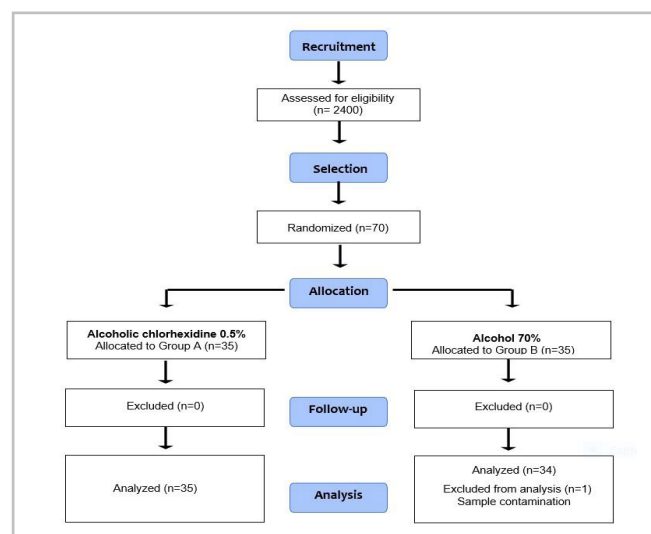 Recruitment
Assessed for eligibility
(n= 2400)
Selection
Randomized (n=70)
Allocation
Alcoholic chlorhexidine 0.5%
Allocated to Group A (n=35)
Alcohol 70%
Allocated to Group B (n=35)
Excluded (n=0)
Follow-up
Excluded (n=0)
Analyzed (n=35)
Analysis
Analyzed (n=34)
Excluded from analysis (n=1)
Sample contamination